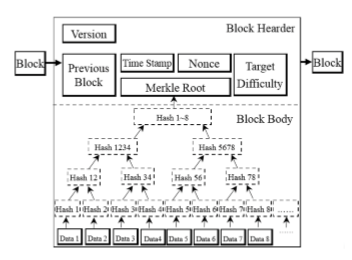 Block Hearder
Version
Block
Previous
Block
Time Stamp
Nonce
Target
Difficulty
Block
Merkle Root
Hash 1~8
Block Body
Hash 1234
Hash 5678
Hash 12
Hash 34
Hash 56
Hash 78
Hash 1
Hash 2
Hash 3
Hash 4
Hash 5
Hash 6
Hash 7
Hash 8
.......
Data 1
Data 2
Data 3
Data4
Data 5
Data 6
Data 7
Data 8
......